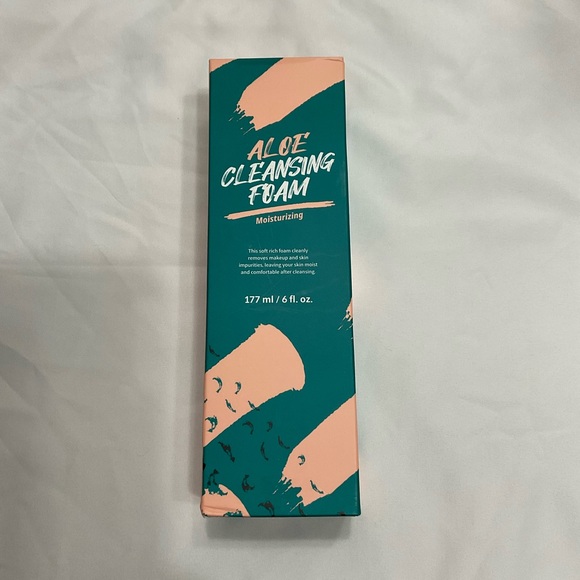 ALOE
CLEANSING
FOAM
Moisturizing
This soft rich foam cleanly
removes makeup and skin
impurities, leaving your skin moist
and comfortable after cleansing.
177 ml / 6 fl. oz.